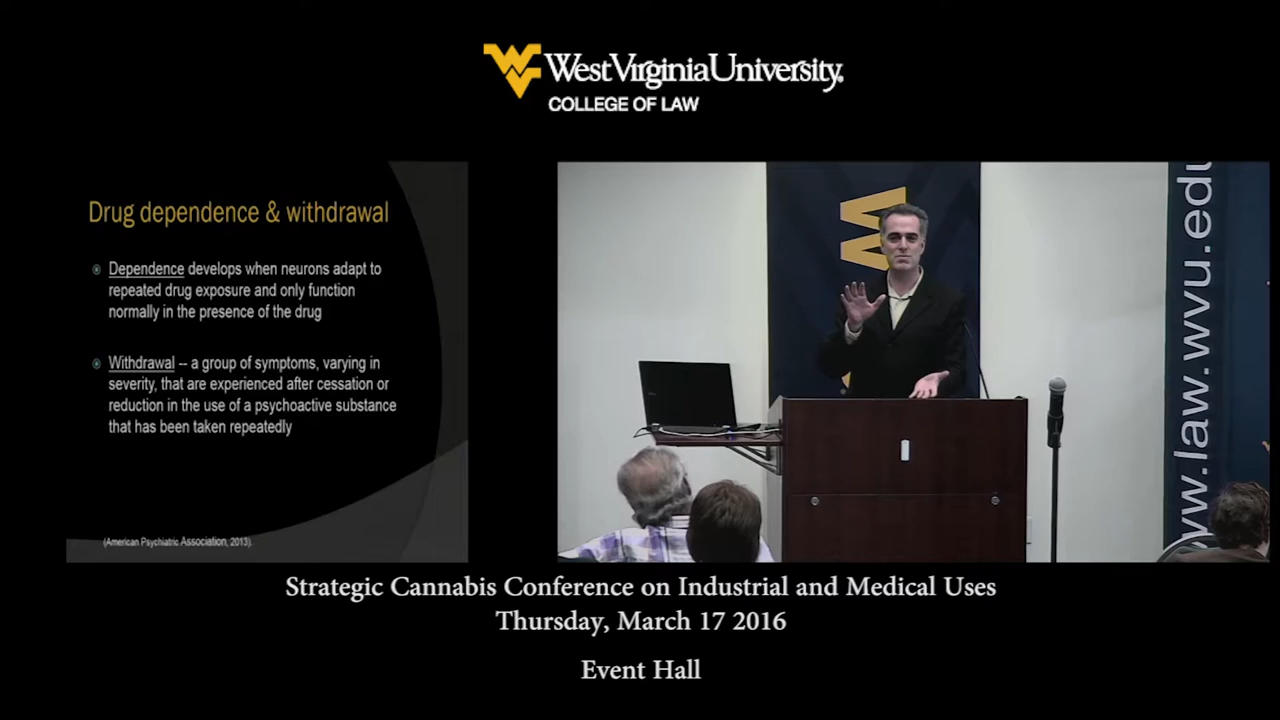 WestVirginiaUniversity.
COLLEGE OF LAW
Drug dependence & withdrawal
Dependence develops when neurons adapt to
repeated drug exposure and only function
normally in the presence of the drug
Withdrawal -- a group of symptoms, varying in
severity, that are experienced after cessation or
reduction in the use of a psychoactive substance
that has been taken repeatedly
(American Psychiatric Association, 2013).
W
www.law.wvu.edu
Strategic Cannabis Conference on Industrial and Medical Uses
Thursday, March 17 2016
Event Hall